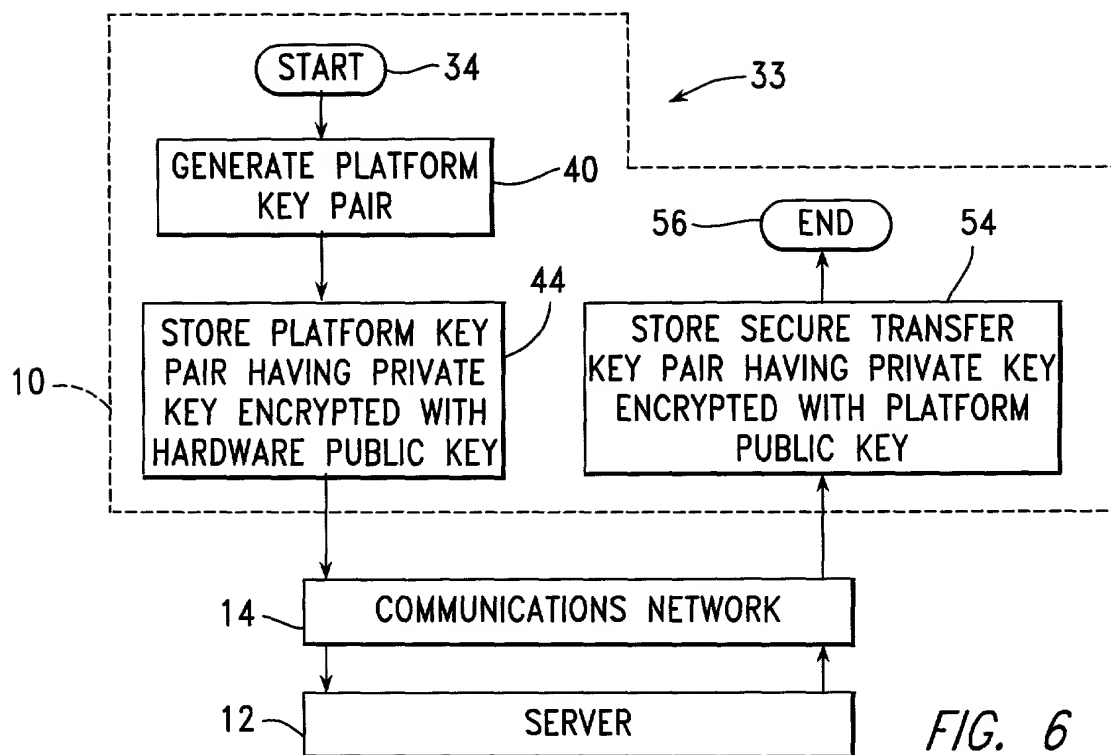 START
34
33
GENERATE PLATFORM
KEY PAIR
40
56
END
54
44
STORE PLATFORM KEY
PAIR HAVING PRIVATE
KEY ENCRYPTED WITH
HARDWARE PUBLIC KEY
STORE SECURE TRANSFER
KEY PAIR HAVING PRIVATE KEY
ENCRYPTED WITH PLATFORM
PUBLIC KEY
10
14
COMMUNICATIONS NETWORK
12
SERVER
FIG. 6